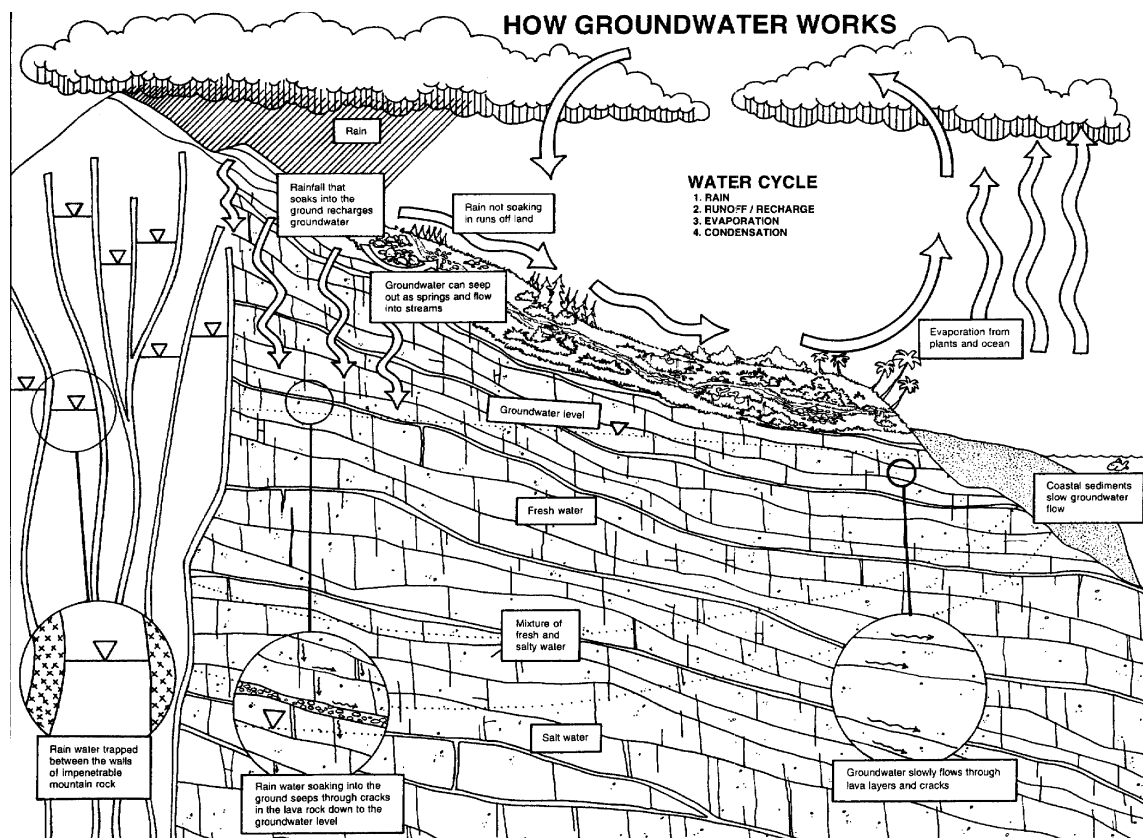 HOW GROUNDWATER WORKS
Rain
Rainfall that
soaks into the
ground recharges
groundwater
Rain not soaking
in runs off land
WATER CYCLE
1. RAIN
2. RUNOFF / RECHARGE
3. EVAPORATION
4. CONDENSATION
Groundwater can seep
out as springs and flow
into streams
Evaporation from
plants and ocean
Groundwater level
Coastal sediments
slow groundwater
flow
Fresh water
Mixture of
fresh and
salty water
Salt water
Rain water trapped
between the walls
of impenetrable
mountain rock
Rain water soaking into the
ground seeps through cracks
in the lava rock down to the
groundwater level
Groundwater slowly flows through
lava layers and cracks